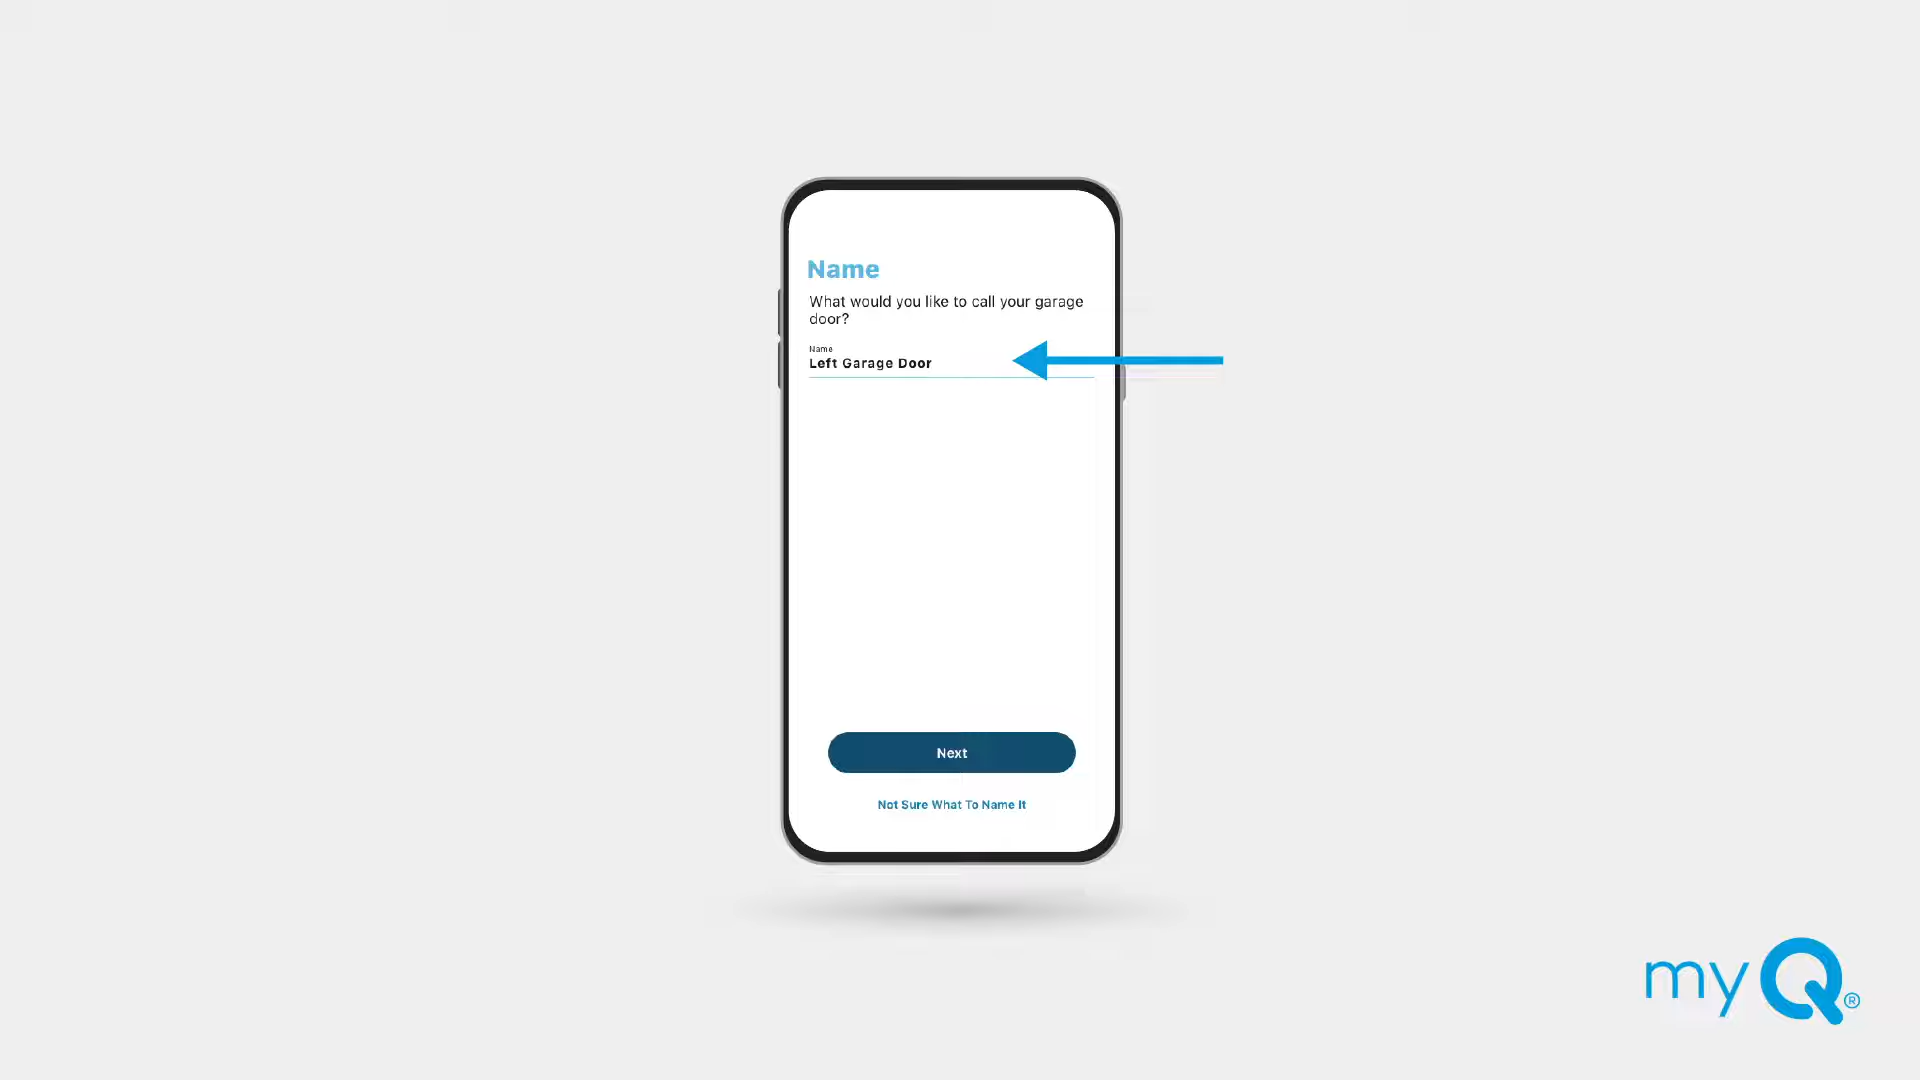 Name
What would you like to call your garage
door?
Name
Left Garage Door
Next
Not Sure What To Name It
myQ®